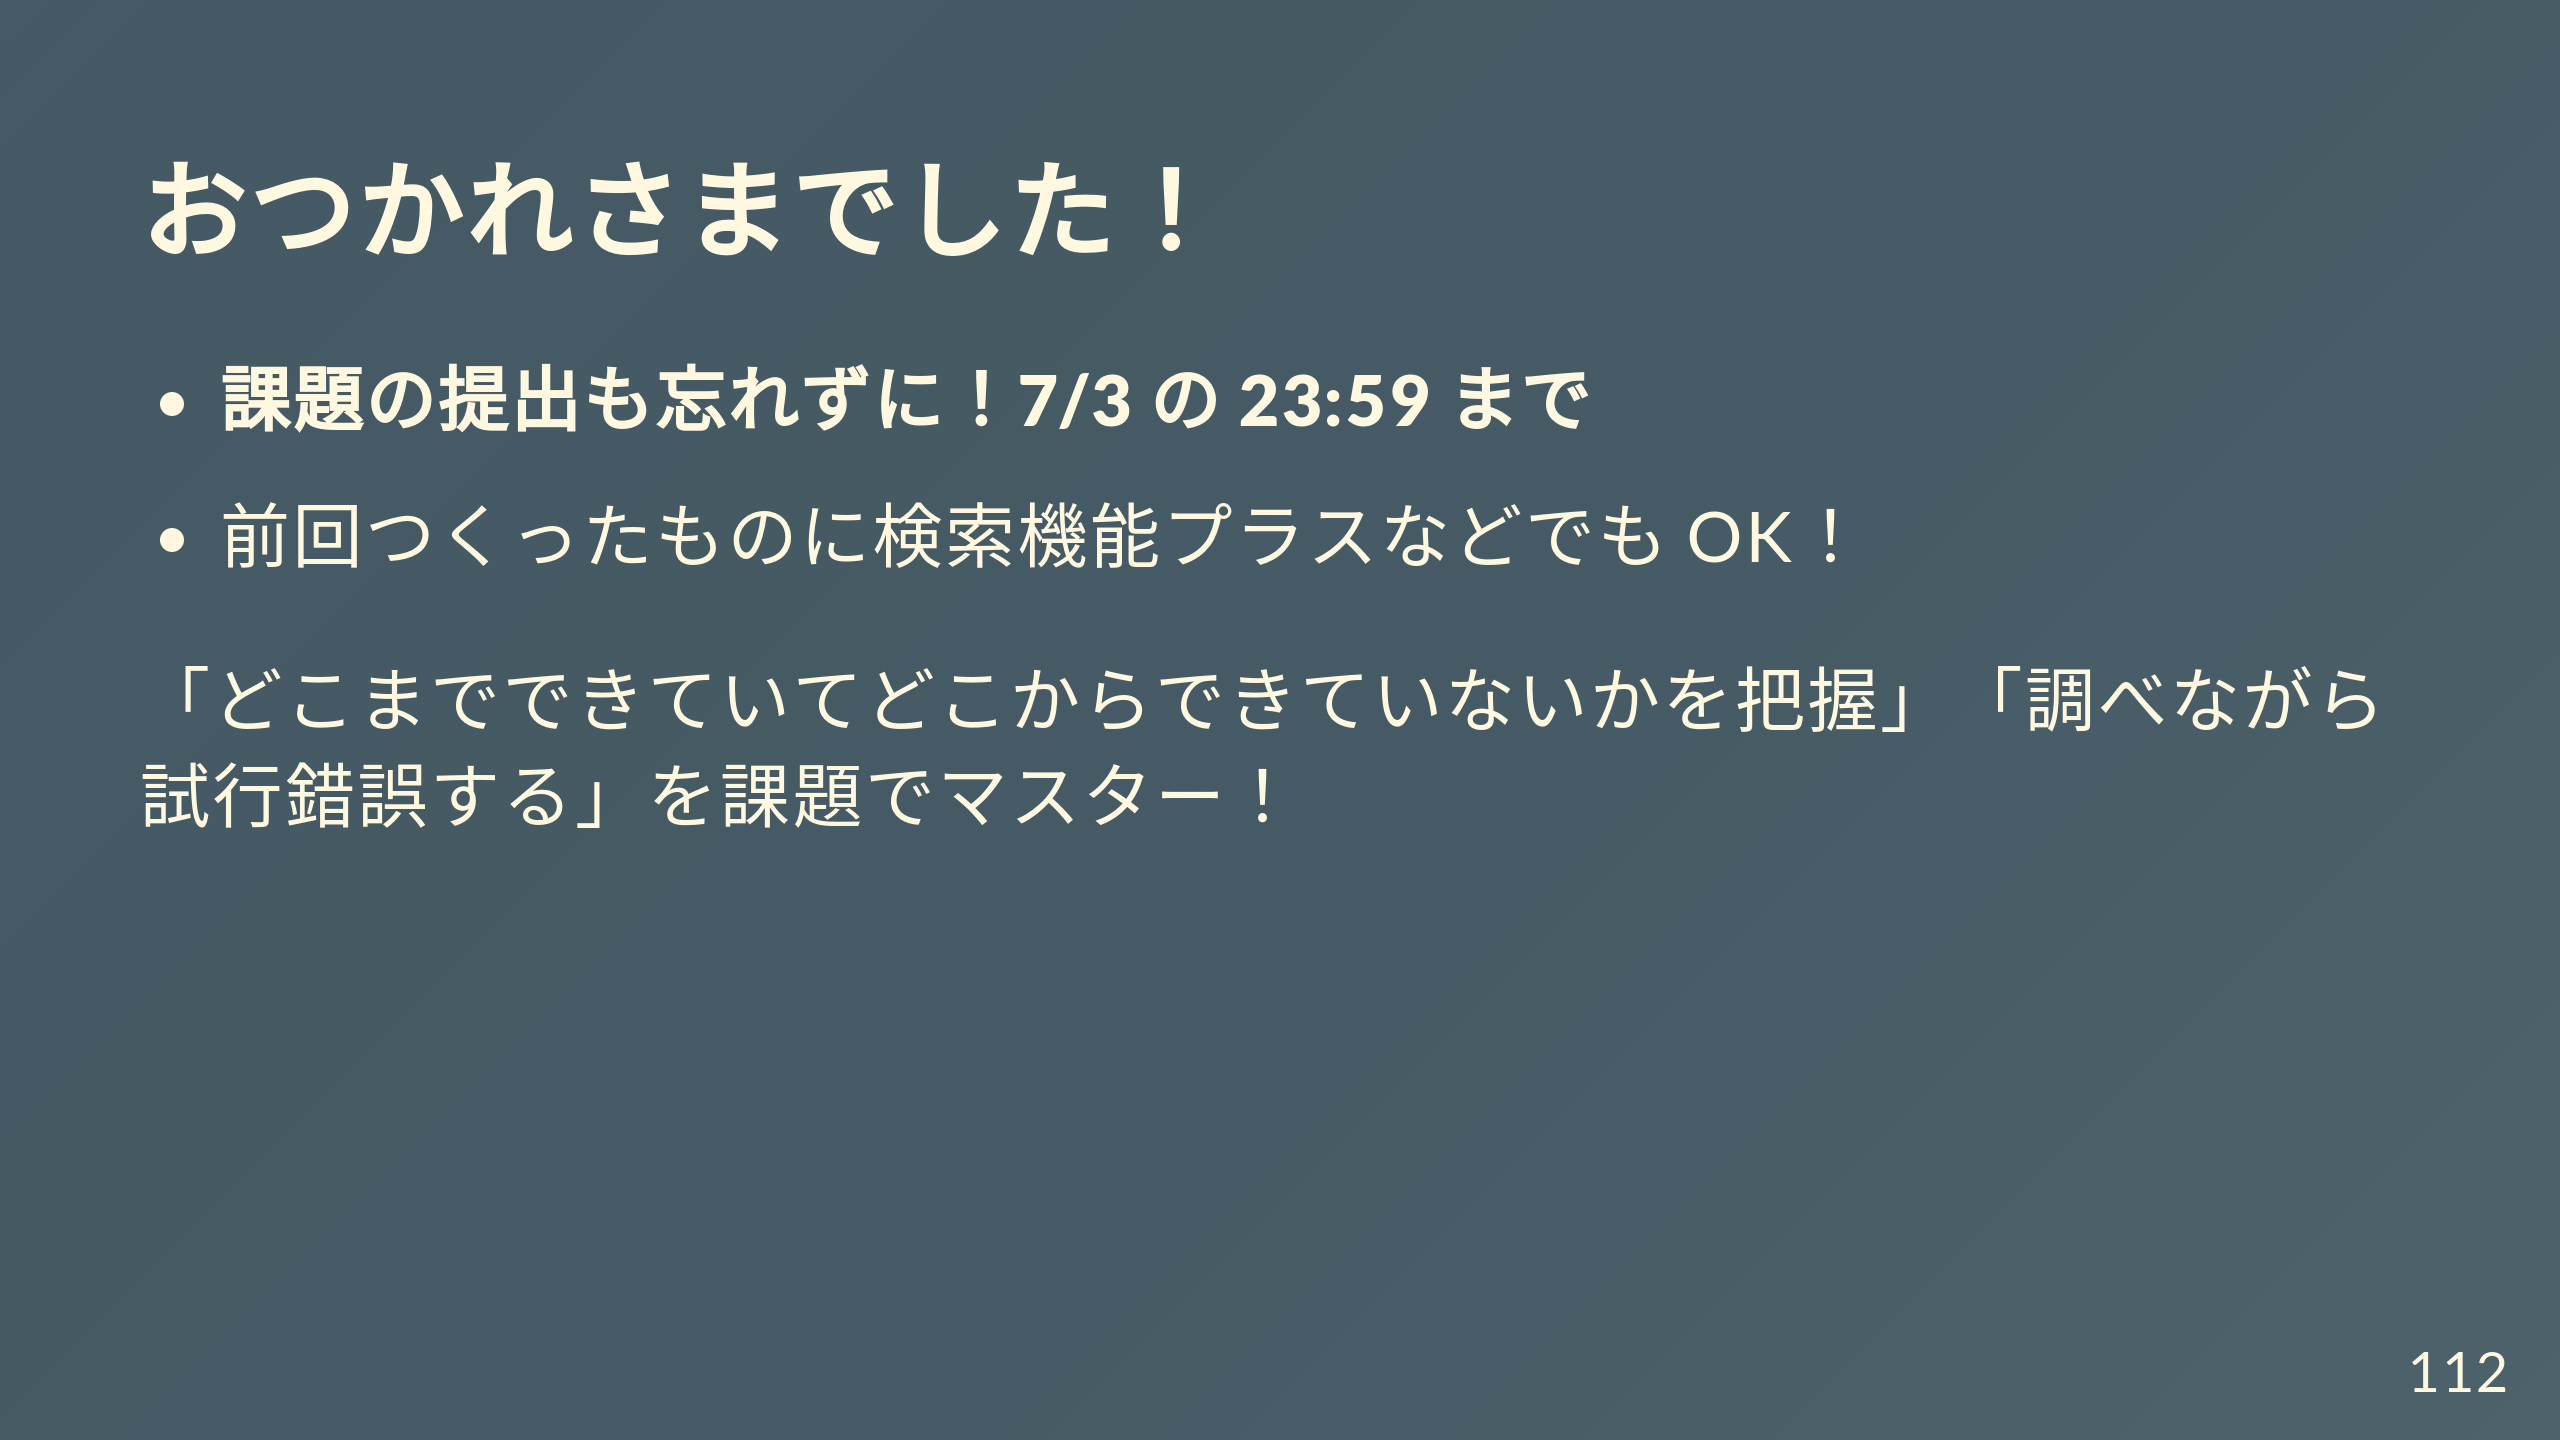 おつかれさまでした！
• 課題の提出も忘れずに！7/3 の 23:59 まで
• 前回つくったものに検索機能プラスなどでも OK！
「どこまでできていてどこからできていないかを把握」「調べながら
試行錯誤する」を課題でマスター！
112